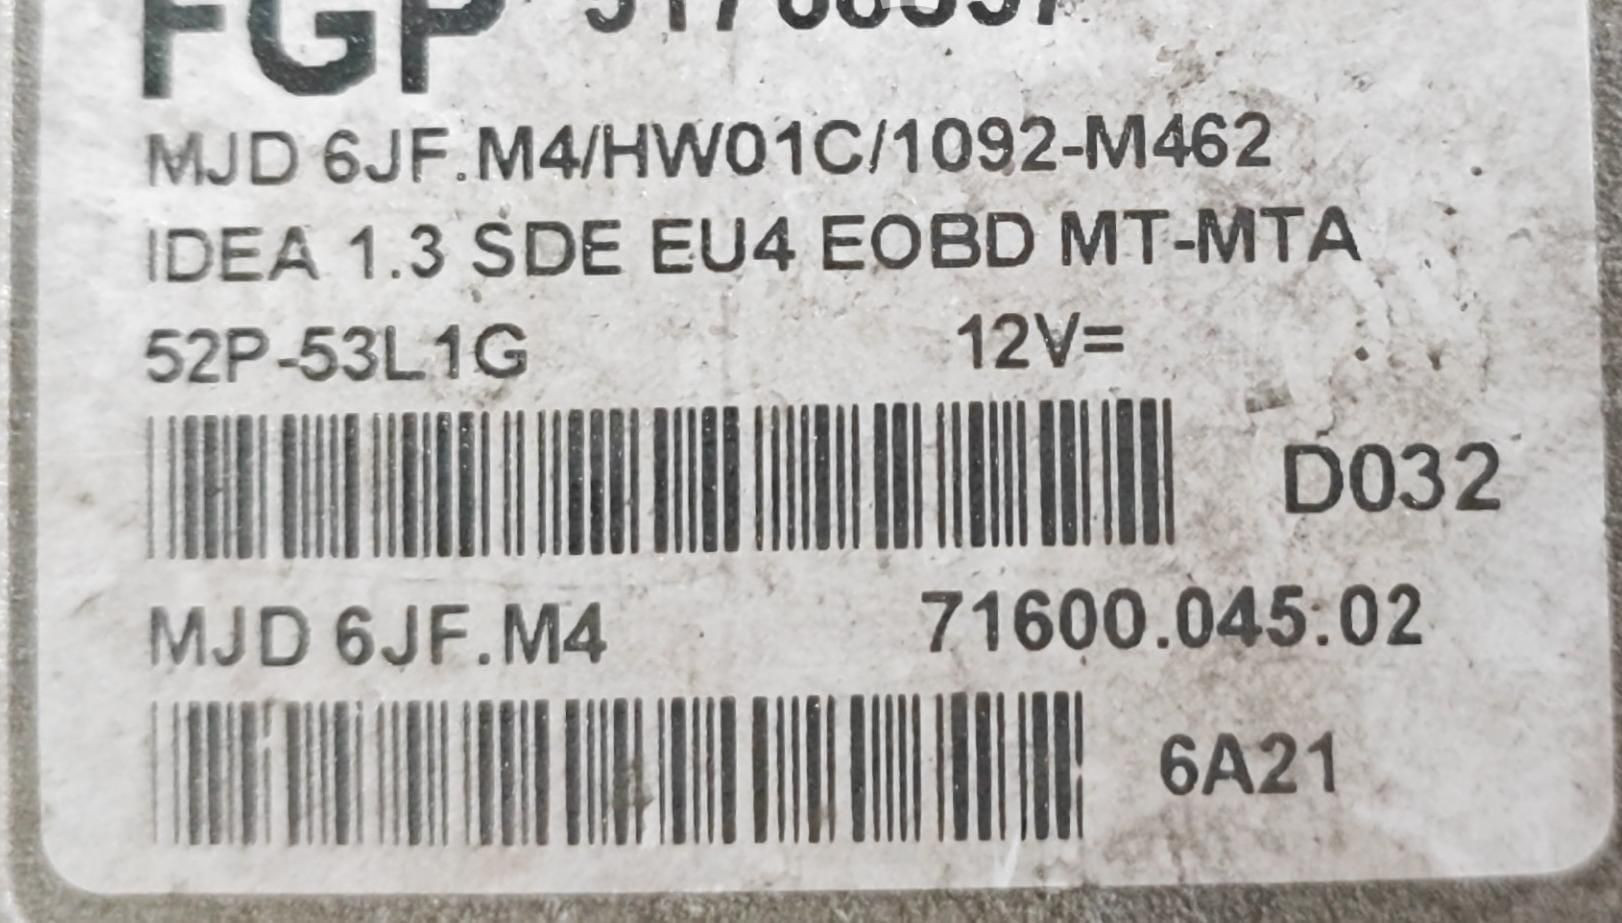 FGP
MJD 6JF.M4/HW01C/1092-M462
IDEA 1.3 SDE EU4 EOBD MT-MTA
52P-53L1G 12V=
D032
MJD 6JF.M4 71600.045.02
6A21